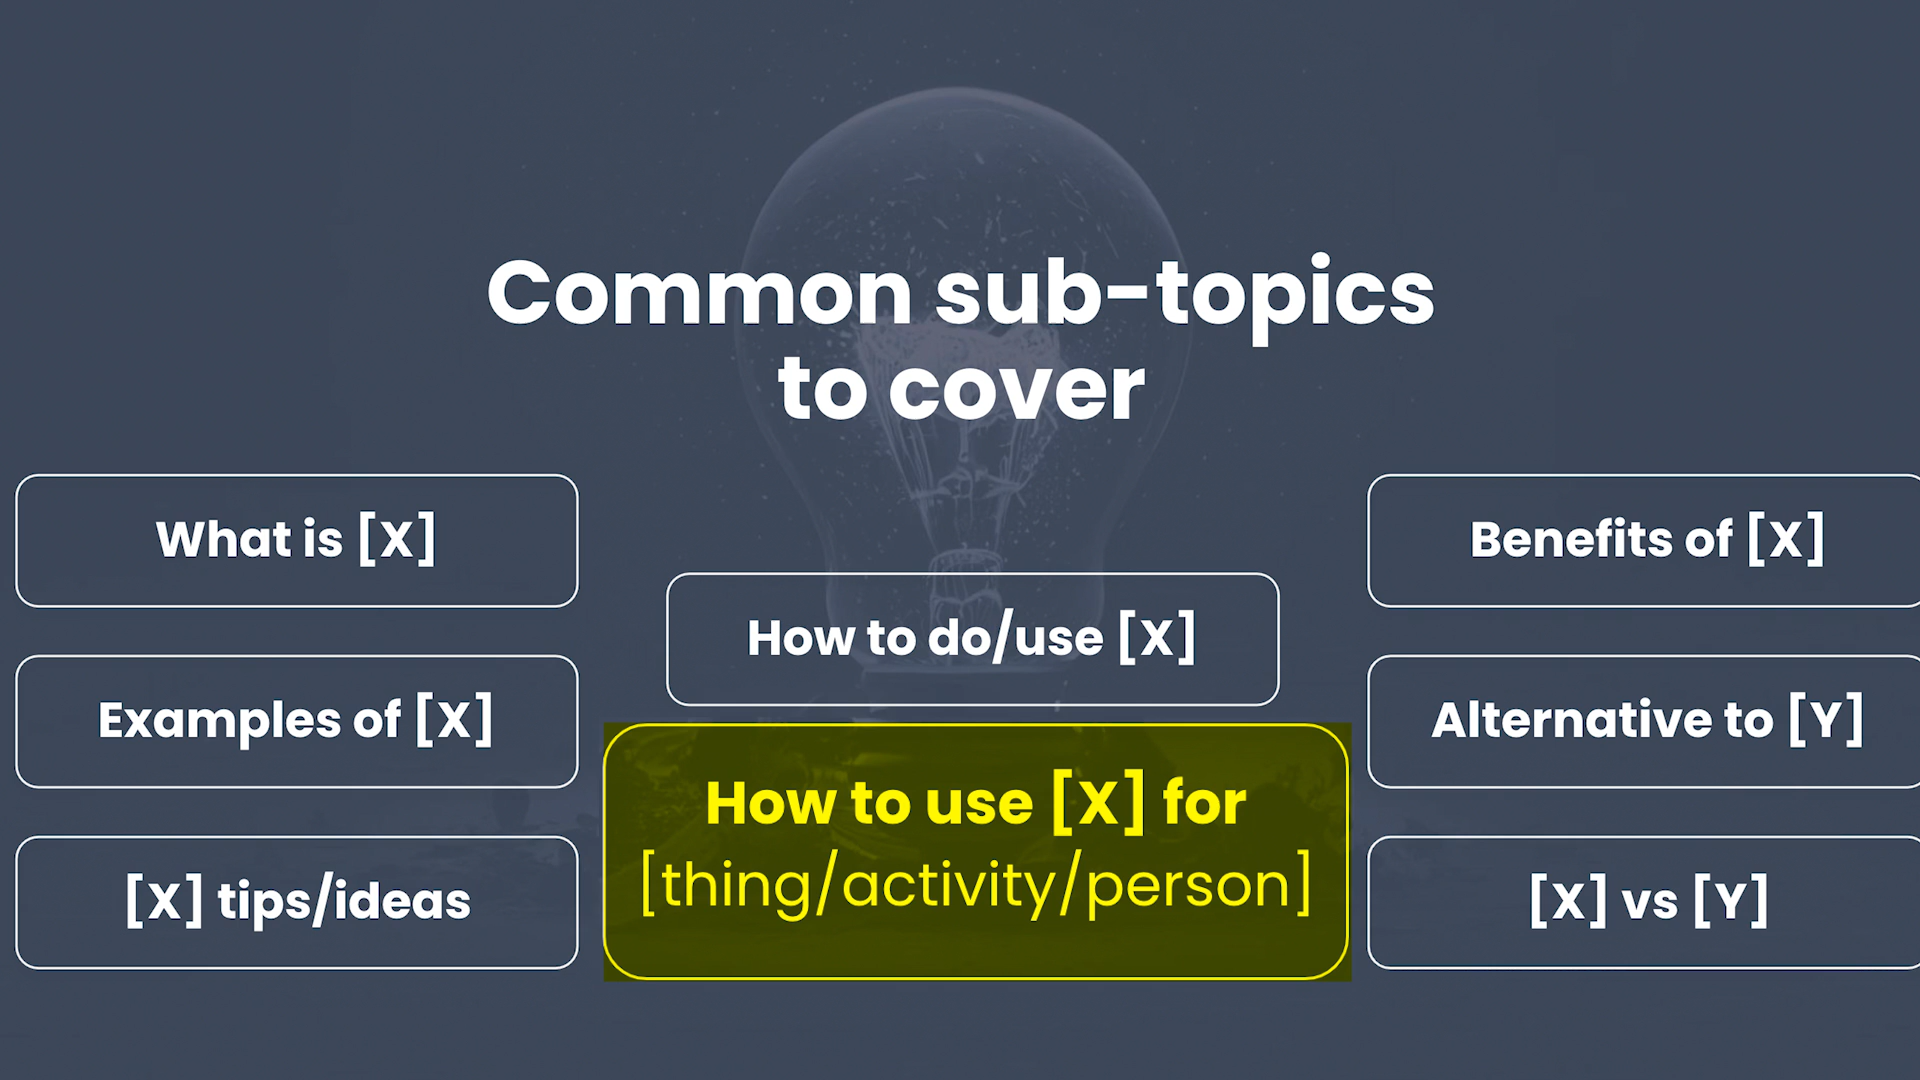 Common sub-topics
to cover
What is [X]
Examples of [X]
[X] tips/ideas
How to do/use [X]
How to use [X] for
[thing/activity/person]
Benefits of [X]
Alternative to [Y]
[X] vs [Y]